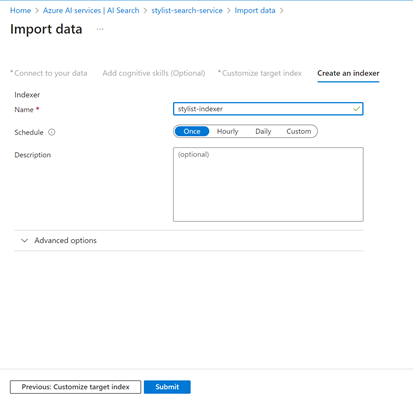 Home > Azure AI services | AI Search > stylist-search-service > Import data >
Import data ...
* Connect to your data Add cognitive skills (Optional) * Customize target index Create an indexer
Indexer
Name * stylist-indexer
Schedule Once Hourly Daily Custom
Description (optional)
Advanced options
Previous: Customize target index Submit